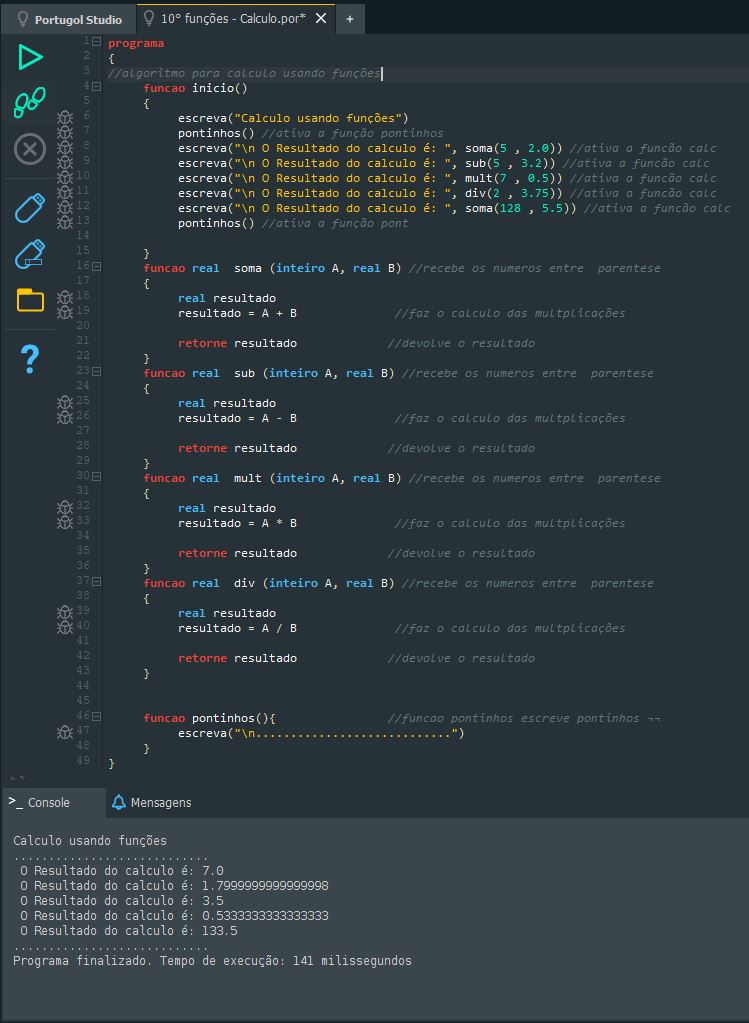 Portugol Studio
10° funções - Calculo.por* X +
1 programa
2 {
3 //algoritmo para calculo usando funções
4 funcao inicio()
5 {
6 escreva("Calculo usando funções")
7 pontinhos() //ativa a função pontinhos
8 escreva("\n O Resultado do calculo é: ", soma(5 , 2.0)) //ativa a funcão calc
9 escreva("\n O Resultado do calculo é: ", sub(5 , 3.2)) //ativa a funcão calc
10 escreva("\n O Resultado do calculo é: ", mult(7 , 0.5)) //ativa a funcão calc
11 escreva("\n O Resultado do calculo é: ", div(2 , 3.75)) //ativa a funcão calc
12 escreva("\n O Resultado do calculo é: ", soma(128 , 5.5)) //ativa a funcão calc
13 pontinhos() //ativa a função pont
14
15 }
16 funcao real  soma (inteiro A, real B) //recebe os numeros entre  parentese
17 {
18 real resultado
19 resultado = A + B //faz o calculo das multplicações
20
21 retorne resultado //devolve o resultado
22 }
23 funcao real  sub (inteiro A, real B) //recebe os numeros entre  parentese
24 {
25 real resultado
26 resultado = A - B //faz o calculo das multplicações
27
28 retorne resultado //devolve o resultado
29 }
30 funcao real  mult (inteiro A, real B) //recebe os numeros entre  parentese
31 {
32 real resultado
33 resultado = A * B //faz o calculo das multplicações
34
35 retorne resultado //devolve o resultado
36 }
37 funcao real  div (inteiro A, real B) //recebe os numeros entre  parentese
38 {
39 real resultado
40 resultado = A / B //faz o calculo das multplicações
41
42 retorne resultado //devolve o resultado
43 }
44
45
46 funcao pontinhos(){ //funcao pontinhos escreve pontinhos ¬¬
47 escreva("\n............................")
48 }
49 }
>_ Console
Mensagens
Calculo usando funções
............................
O Resultado do calculo é: 7.0
O Resultado do calculo é: 1.7999999999999998
O Resultado do calculo é: 3.5
O Resultado do calculo é: 0.5333333333333333
O Resultado do calculo é: 133.5
............................
Programa finalizado. Tempo de execução: 141 milissegundos